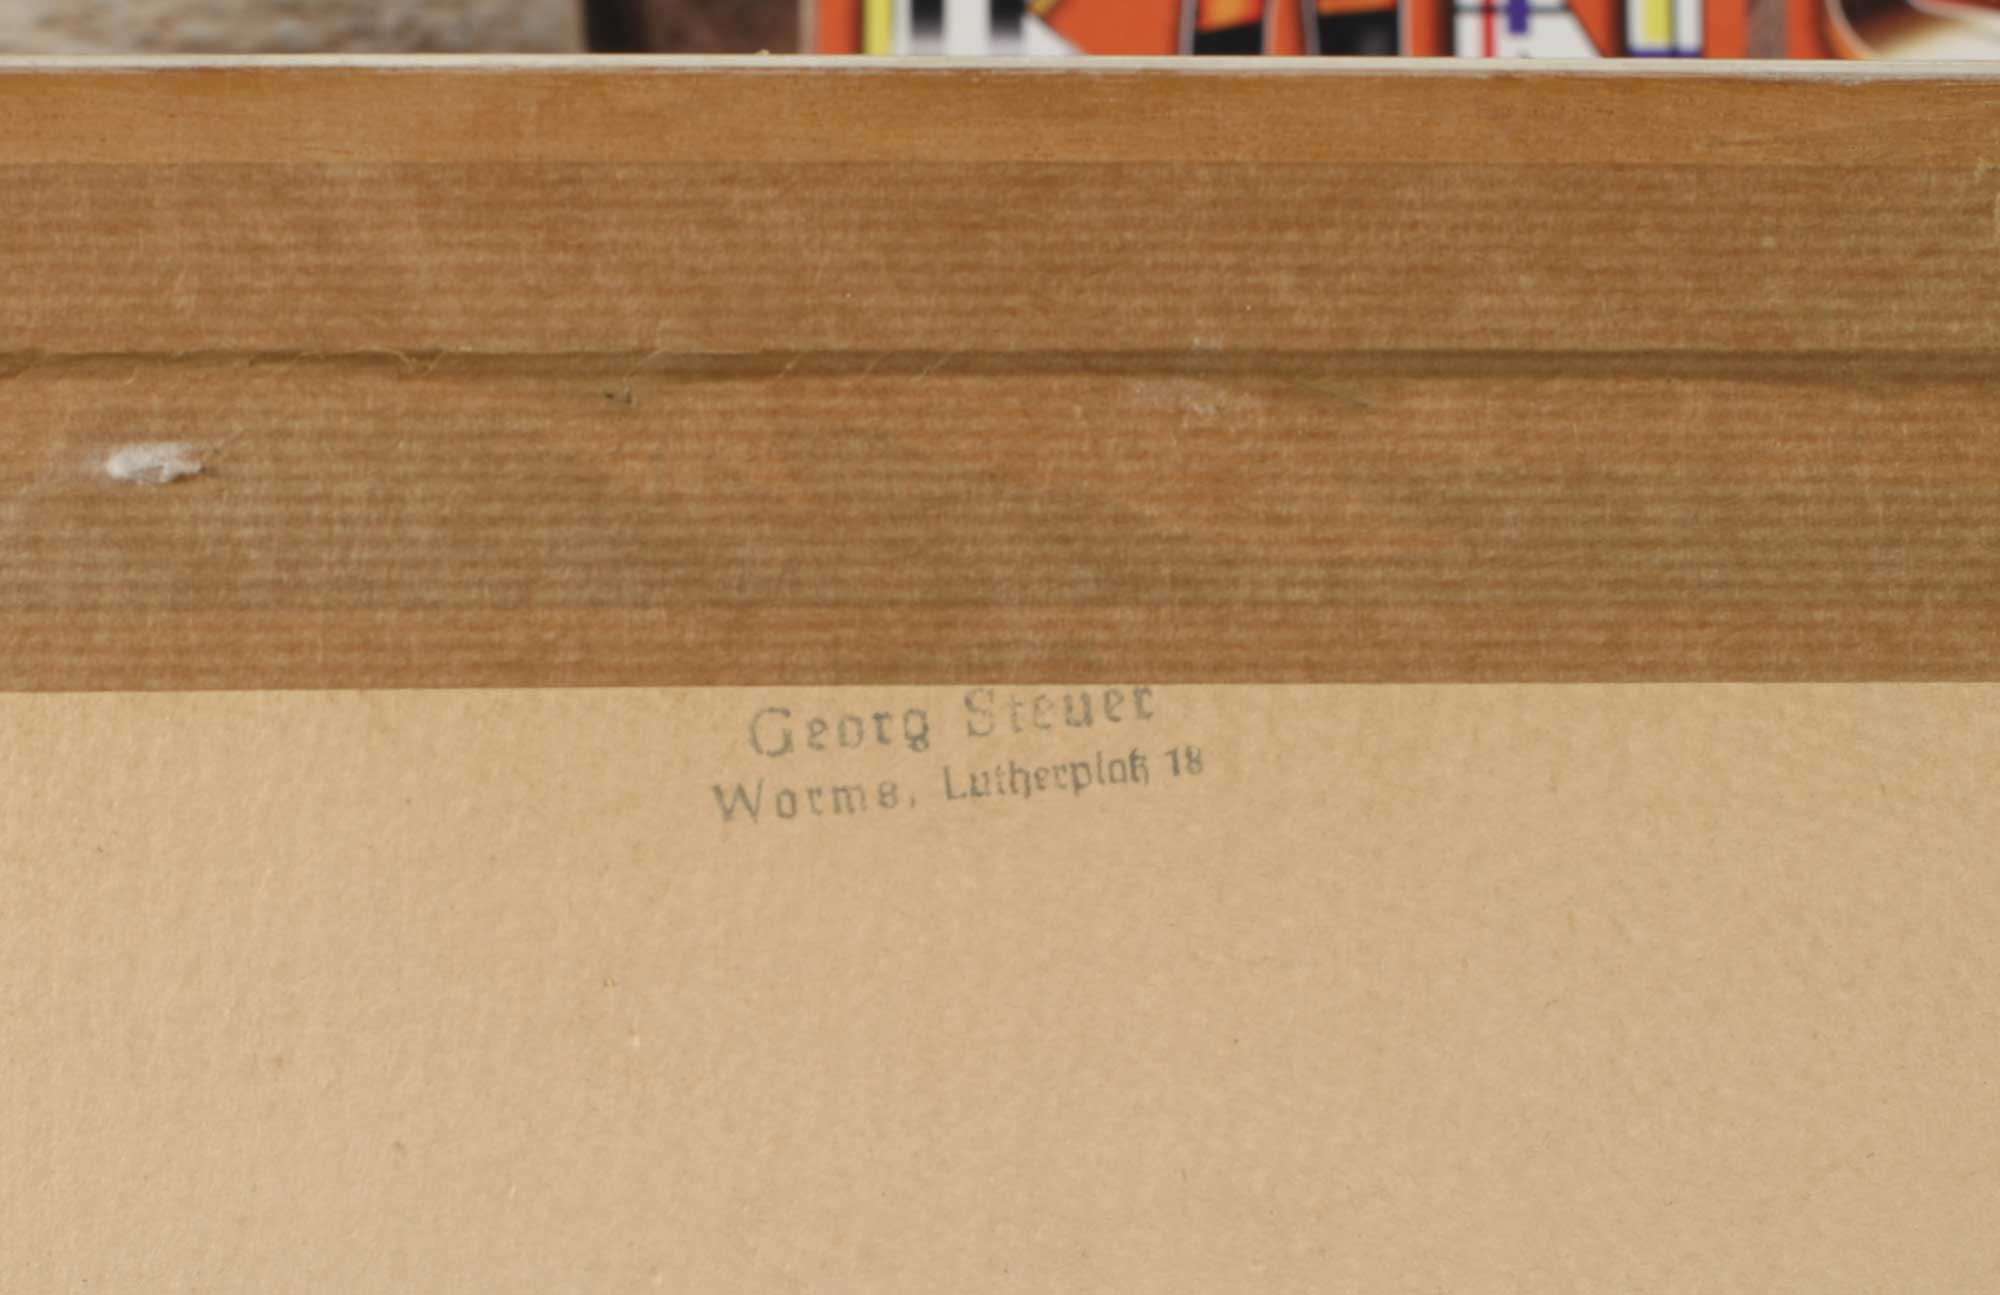 Georg Steuer
Worms, Lutherplatz 18